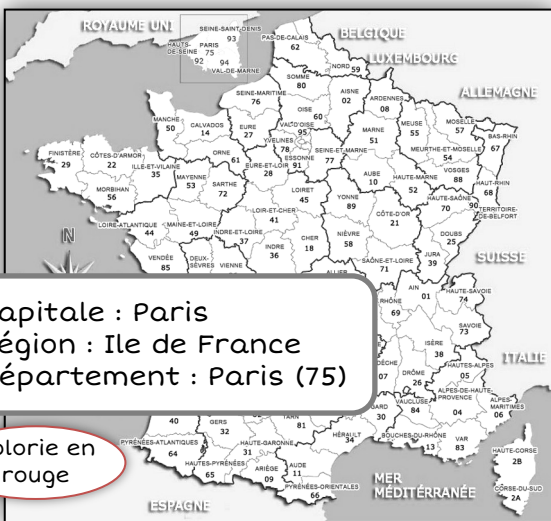 ROYAUME UNI
SEINE-SAINT-DENIS
93
HAUTS-DE-SEINE
92
PARIS
75
94
VAL-DE-MARNE
PAS-DE-CALAIS
62
BELGIQUE
NORD 59
LUXEMBOURG
ALLEMAGNE
SOMME
80
SEINE-MARITIME
76
AISNE
02
ARDENNES
08
OISE
60
MANCHE
50
CALVADOS
14
EURE
27
VAL D'OISE
95
YVELINES
78
ESSONNE
91
SEINE-ET-MARNE
77
MARNE
51
MEUSE
55
MOSELLE
57
BAS-RHIN
67
MEURTHE-ET-MOSELLE
54
FINISTÈRE
29
CÔTES-D'ARMOR
22
ILLE-ET-VILAINE
35
MORBIHAN
56
ORNE
61
MAYENNE
53
SARTHE
72
EURE-ET-LOIR
28
LOIRET
45
AUBE
10
HAUTE-MARNE
52
VOSGES
88
HAUT-RHIN
68
HAUTE-SAÔNE
70
90
TERRITOIRE-DE-BELFORT
YONNE
89
CÔTE-D'OR
21
DOUBS
25
LOIRE-ATLANTIQUE
44
MAINE-ET-LOIRE
49
INDRE-ET-LOIRE
37
LOIR-ET-CHER
41
CHER
18
NIÈVRE
58
N
VENDÉE
85
DEUX-SÈVRES
VIENNE
INDRE
36
SAÔNE-ET-LOIRE
71
JURA
39
SUISSE
ALLIER
AIN
01
HAUTE-SAVOIE
74
RHÔNE
69
apitale : Paris
égion : Ile de France
épartement : Paris (75)
SAVOIE
73
ISÈRE
38
ITALIE
DÈCHE
07
DRÔME
26
HAUTES-ALPES
05
ALPES-DE-HAUTE-PROVENCE
04
ALPES-MARITIMES
06
GARD
30
VAUCLUSE
84
40
GERS
32
TARN
81
HÉRAULT
34
BOUCHES-DU-RHÔNE
13
VAR
83
olorie en
rouge
PYRÉNÉES-ATLANTIQUES
64
HAUTE-GARONNE
31
HAUTES-PYRÉNÉES
65
ARIÈGE
09
AUDE
11
PYRÉNÉES-ORIENTALES
66
ESPAGNE
MER
MÉDITÉRRANÉE
HAUTE-CORSE
2B
CORSE-DU-SUD
2A